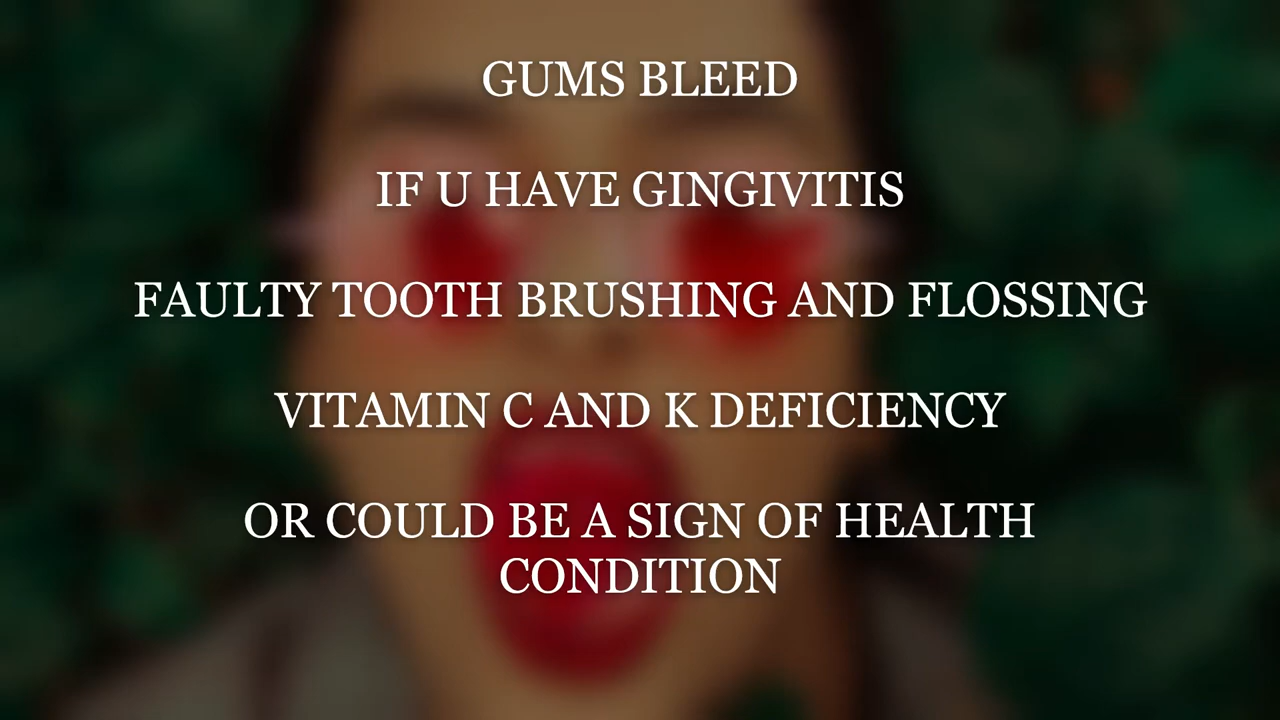 GUMS BLEED
IF U HAVE GINGIVITIS
FAULTY TOOTH BRUSHING AND FLOSSING
VITAMIN C AND K DEFICIENCY
OR COULD BE A SIGN OF HEALTH
CONDITION